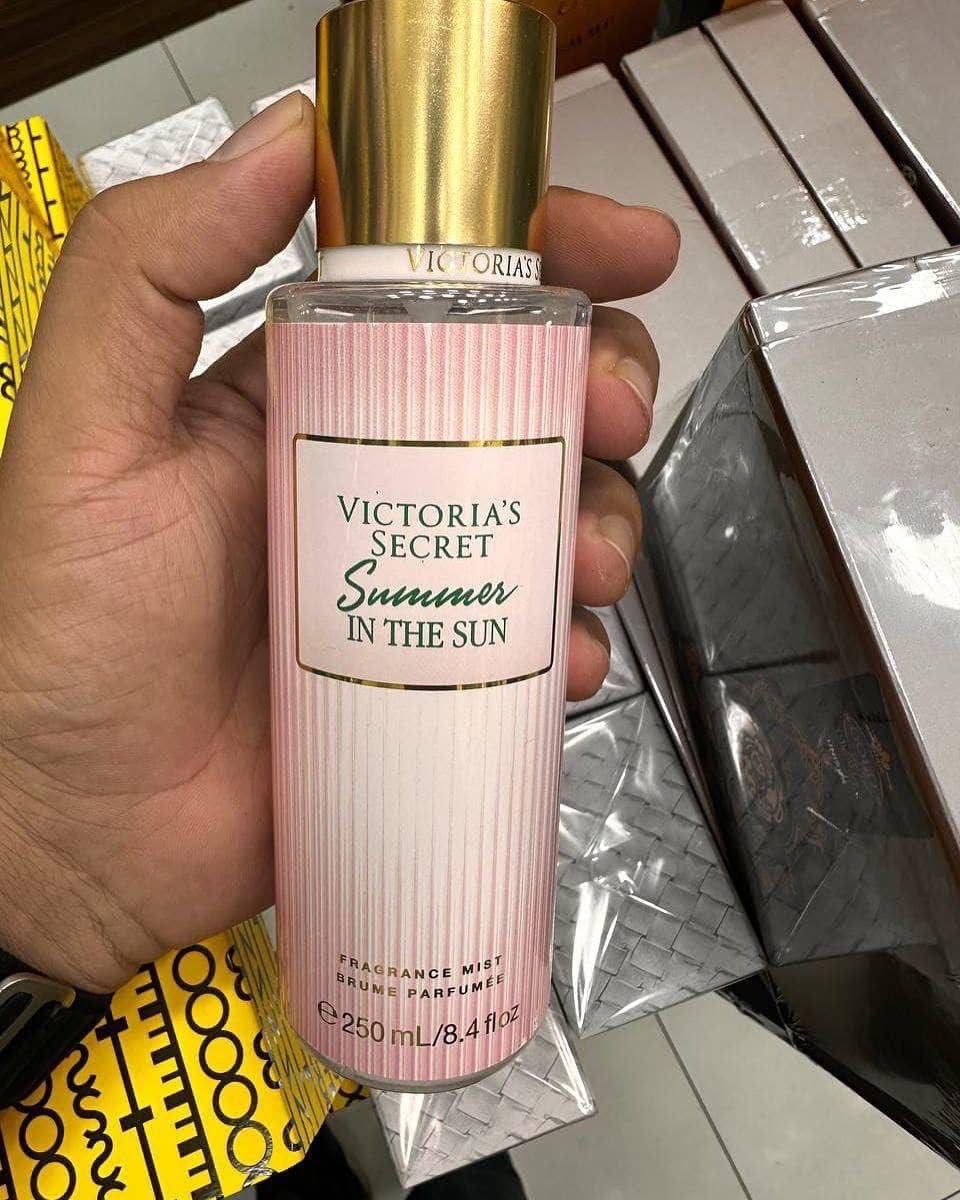 VICTORIA'S S
VICTORIA'S
SECRET
Summer
IN THE SUN
FRAGRANCE MIST
BRUME PARFUMÉE
℮250 mL/8.4 fl oz